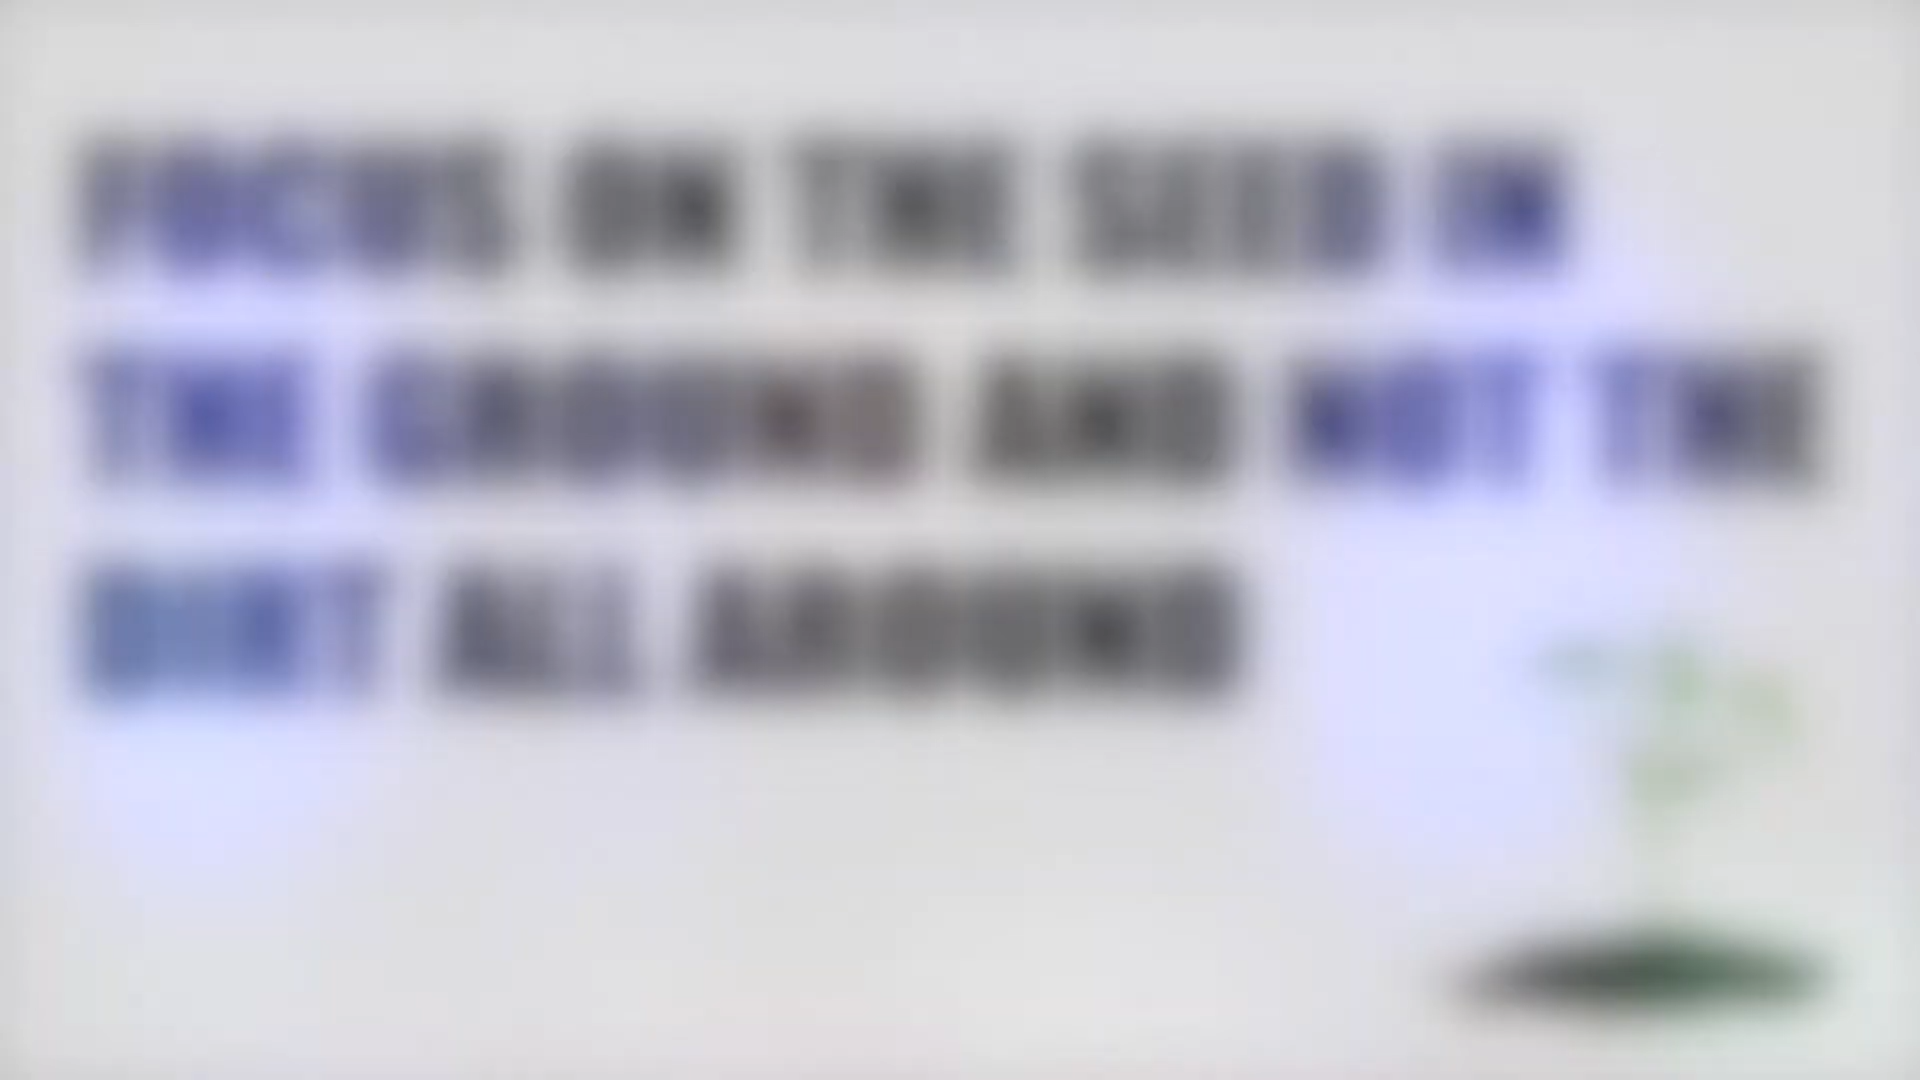 FOCUS ON THE SEED IN
THE GROUND AND NOT THE
DIRT ALL AROUND